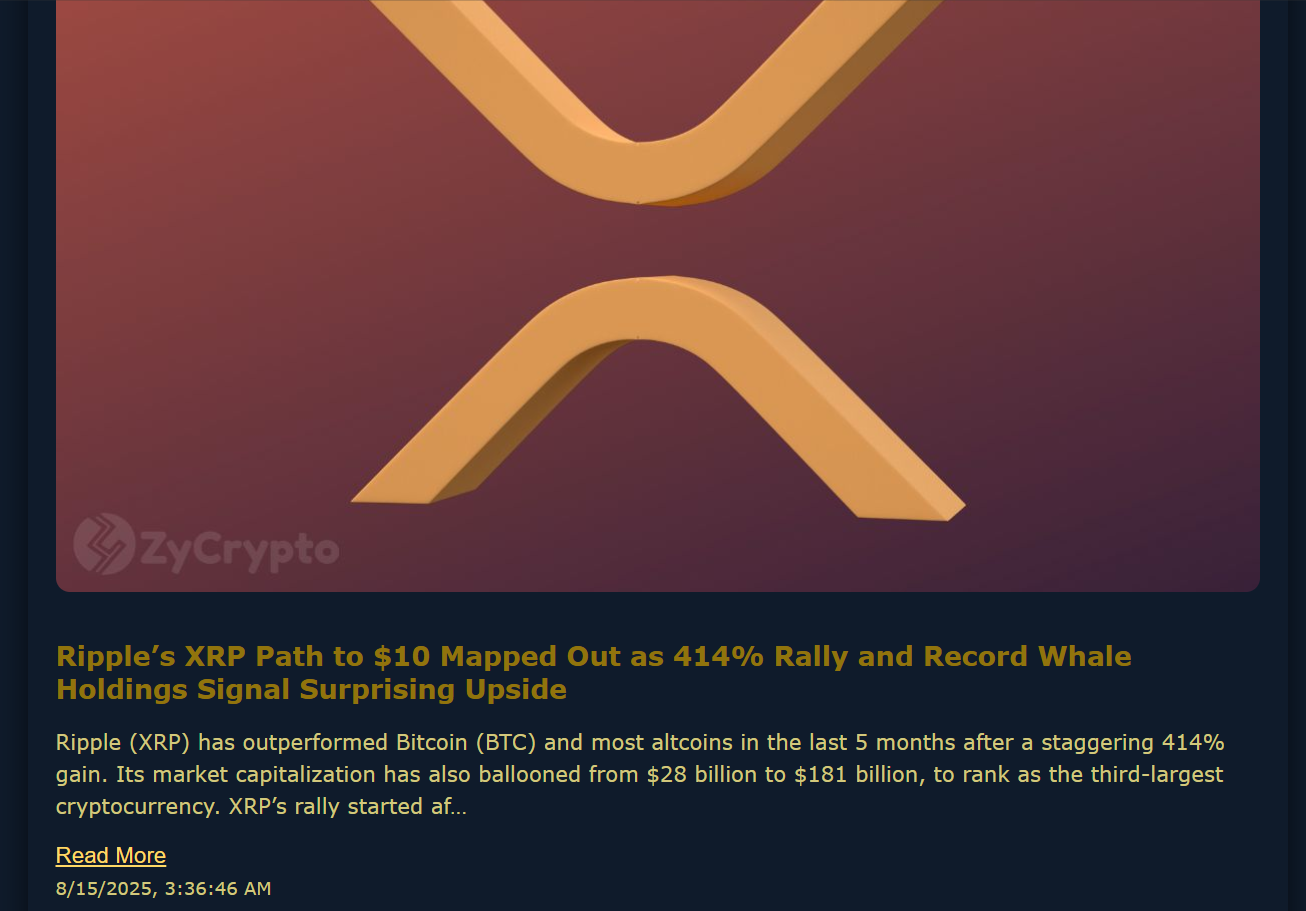 ZyCrypto
Ripple’s XRP Path to $10 Mapped Out as 414% Rally and Record Whale
Holdings Signal Surprising Upside
Ripple (XRP) has outperformed Bitcoin (BTC) and most altcoins in the last 5 months after a staggering 414%
gain. Its market capitalization has also ballooned from $28 billion to $181 billion, to rank as the third-largest
cryptocurrency. XRP’s rally started af…
Read More
8/15/2025, 3:36:46 AM